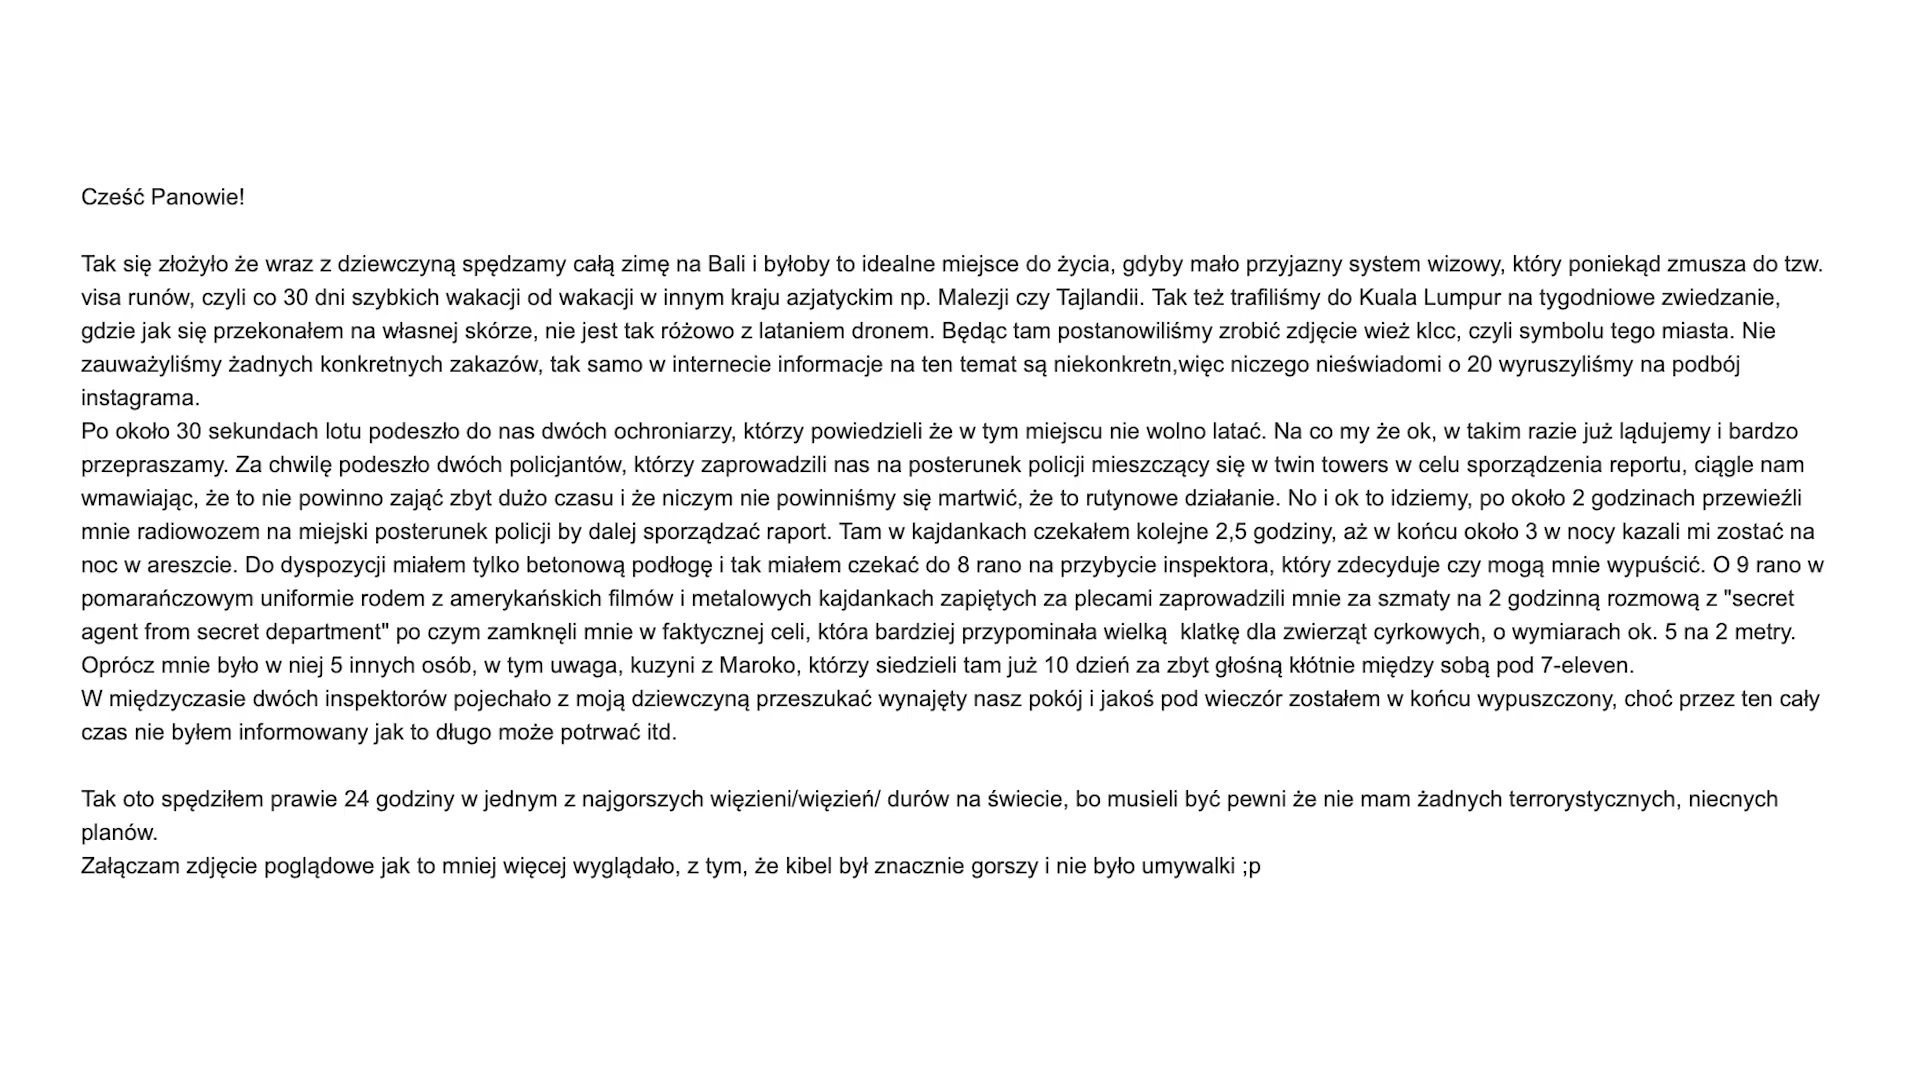 Cześć Panowie!
Tak się złożyło że wraz z dziewczyną spędzamy całą zimę na Bali i byłoby to idealne miejsce do życia, gdyby mało przyjazny system wizowy, który poniekąd zmusza do tzw.
visa runów, czyli co 30 dni szybkich wakacji od wakacji w innym kraju azjatyckim np. Malezji czy Tajlandii. Tak też trafiliśmy do Kuala Lumpur na tygodniowe zwiedzanie,
gdzie jak się przekonałem na własnej skórze, nie jest tak różowo z lataniem dronem. Będąc tam postanowiliśmy zrobić zdjęcie wież klcc, czyli symbolu tego miasta. Nie
zauważyliśmy żadnych konkretnych zakazów, tak samo w internecie informacje na ten temat są niekonkretn,więc niczego nieświadomi o 20 wyruszyliśmy na podbój
instagrama.
Po około 30 sekundach lotu podeszło do nas dwóch ochroniarzy, którzy powiedzieli że w tym miejscu nie wolno latać. Na co my że ok, w takim razie już lądujemy i bardzo
przepraszamy. Za chwilę podeszło dwóch policjantów, którzy zaprowadzili nas na posterunek policji mieszczący się w twin towers w celu sporządzenia reportu, ciągle nam
wmawiając, że to nie powinno zająć zbyt dużo czasu i że niczym nie powinniśmy się martwić, że to rutynowe działanie. No i ok to idziemy, po około 2 godzinach przewieźli
mnie radiowozem na miejski posterunek policji by dalej sporządzać raport. Tam w kajdankach czekałem kolejne 2,5 godziny, aż w końcu około 3 w nocy kazali mi zostać na
noc w areszcie. Do dyspozycji miałem tylko betonową podłogę i tak miałem czekać do 8 rano na przybycie inspektora, który zdecyduje czy mogą mnie wypuścić. O 9 rano w
pomarańczowym uniformie rodem z amerykańskich filmów i metalowych kajdankach zapiętych za plecami zaprowadzili mnie za szmaty na 2 godzinną rozmową z "secret
agent from secret department" po czym zamknęli mnie w faktycznej celi, która bardziej przypominała wielką  klatkę dla zwierząt cyrkowych, o wymiarach ok. 5 na 2 metry.
Oprócz mnie było w niej 5 innych osób, w tym uwaga, kuzyni z Maroko, którzy siedzieli tam już 10 dzień za zbyt głośną kłótnie między sobą pod 7-eleven.
W międzyczasie dwóch inspektorów pojechało z moją dziewczyną przeszukać wynajęty nasz pokój i jakoś pod wieczór zostałem w końcu wypuszczony, choć przez ten cały
czas nie byłem informowany jak to długo może potrwać itd.
Tak oto spędziłem prawie 24 godziny w jednym z najgorszych więzieni/więzień/ durów na świecie, bo musieli być pewni że nie mam żadnych terrorystycznych, niecnych
planów.
Załączam zdjęcie poglądowe jak to mniej więcej wyglądało, z tym, że kibel był znacznie gorszy i nie było umywalki ;p